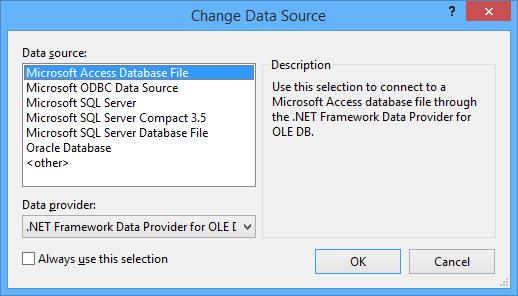 Change Data Source
?
Data source:
Microsoft Access Database File
Microsoft ODBC Data Source
Microsoft SQL Server
Microsoft SQL Server Compact 3.5
Microsoft SQL Server Database File
Oracle Database
<other>
Description
Use this selection to connect to a
Microsoft Access database file through
the .NET Framework Data Provider for
OLE DB.
Data provider:
.NET Framework Data Provider for OLE D
Always use this selection
OK
Cancel